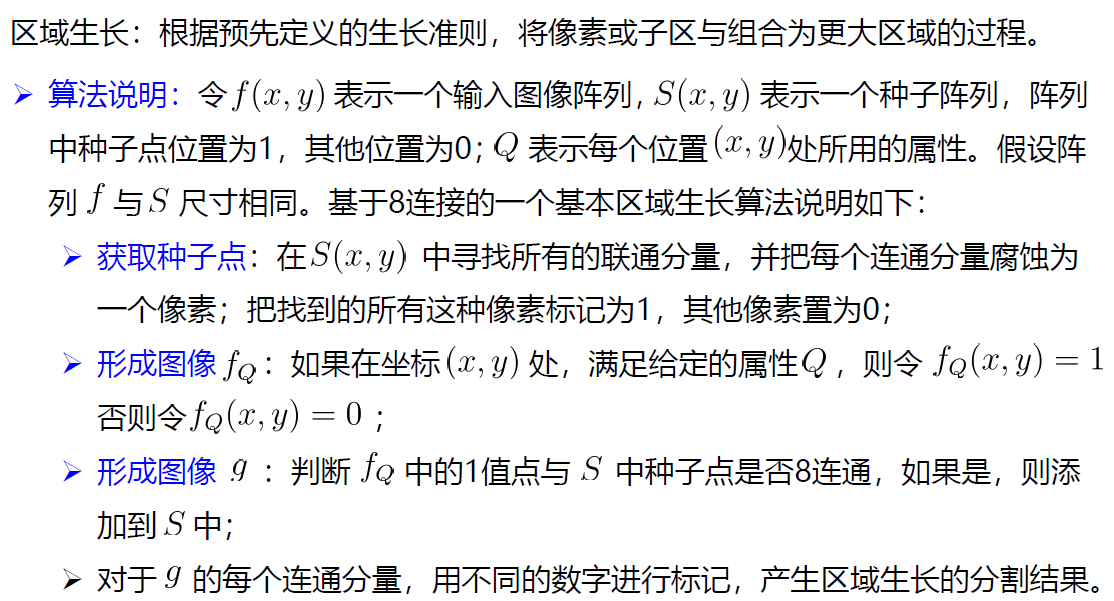 区域生长：根据预先定义的生长准则，将像素或子区与组合为更大区域的过程。
➢ 算法说明：令 f(x, y) 表示一个输入图像阵列，S(x, y) 表示一个种子阵列，阵列
中种子点位置为1，其他位置为0；Q 表示每个位置 (x, y) 处所用的属性。假设阵
列 f 与 S 尺寸相同。基于8连接的一个基本区域生长算法说明如下：
➢ 获取种子点：在 S(x, y) 中寻找所有的联通分量，并把每个连通分量腐蚀为
一个像素；把找到的所有这种像素标记为1，其他像素置为0；
➢ 形成图像 f_Q：如果在坐标 (x, y) 处，满足给定的属性 Q ，则令 f_Q(x, y) = 1
否则令 f_Q(x, y) = 0 ；
➢ 形成图像 g ：判断 f_Q 中的1值点与 S 中种子点是否8连通，如果是，则添
加到 S 中；
➢ 对于 g 的每个连通分量，用不同的数字进行标记，产生区域生长的分割结果。